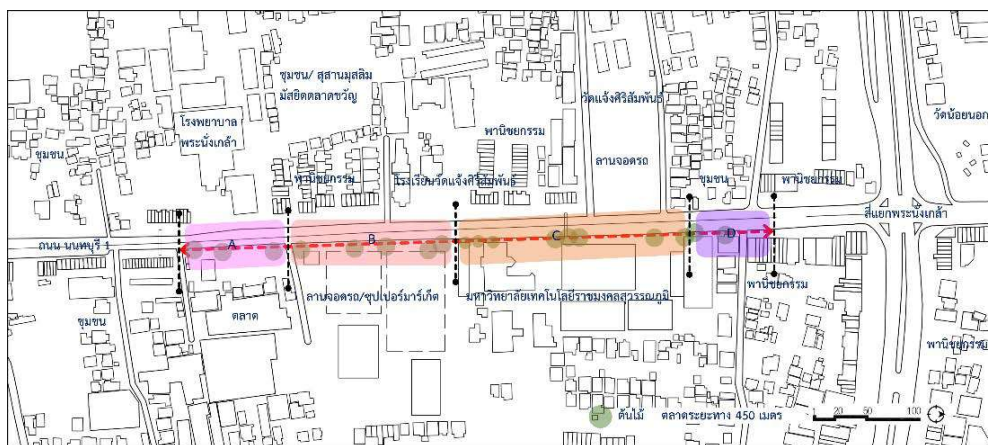 ชุมชน/ สุสานมุสลิม
มัสยิดตลาดขวัญ
วัดแจ้งศิริสัมพันธ์
วัดน้อยนอก
โรงพยาบาล
พระนั่งเกล้า
พานิชยกรรม
ชุมชน
ลานจอดรถ
พานิชยกรรม
โรงเรียนวัดแจ้งศิริสัมพันธ์
ชุมชน
พานิชยกรรม
สี่แยกพระนั่งเกล้า
ถนน นนทบุรี 1
A
B
C
D
ลานจอดรถ/ซุปเปอร์มาร์เก็ต
มหาวิทยาลัยเทคโนโลยีราชมงคลสุวรรณภูมิ
พานิชยกรรม
ตลาด
ชุมชน
พานิชยกรรม
ต้นไม้
ตลาดระยะทาง 450 เมตร
1 20 50 100